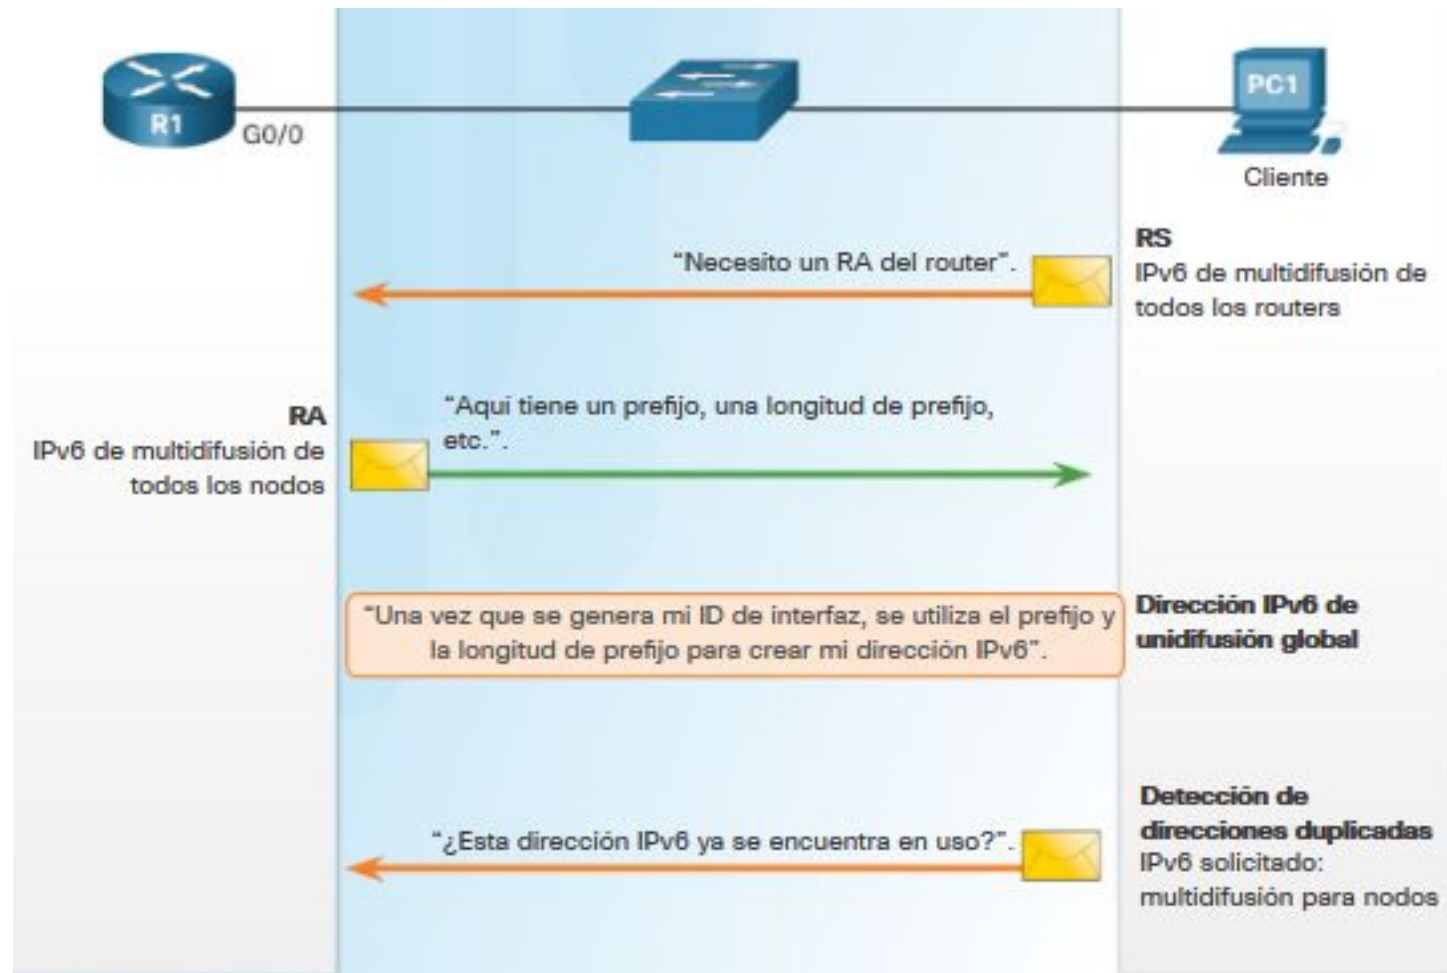 R1
G0/0
PC1
Cliente
“Necesito un RA del router”.
RS
IPv6 de multidifusión de
todos los routers
RA
IPv6 de multidifusión de
todos los nodos
“Aquí tiene un prefijo, una longitud de prefijo,
etc.”.
“Una vez que se genera mi ID de interfaz, se utiliza el prefijo y
la longitud de prefijo para crear mi dirección IPv6”.
Dirección IPv6 de
unidifusión global
“¿Esta dirección IPv6 ya se encuentra en uso?”.
Detección de
direcciones duplicadas
IPv6 solicitado:
multidifusión para nodos